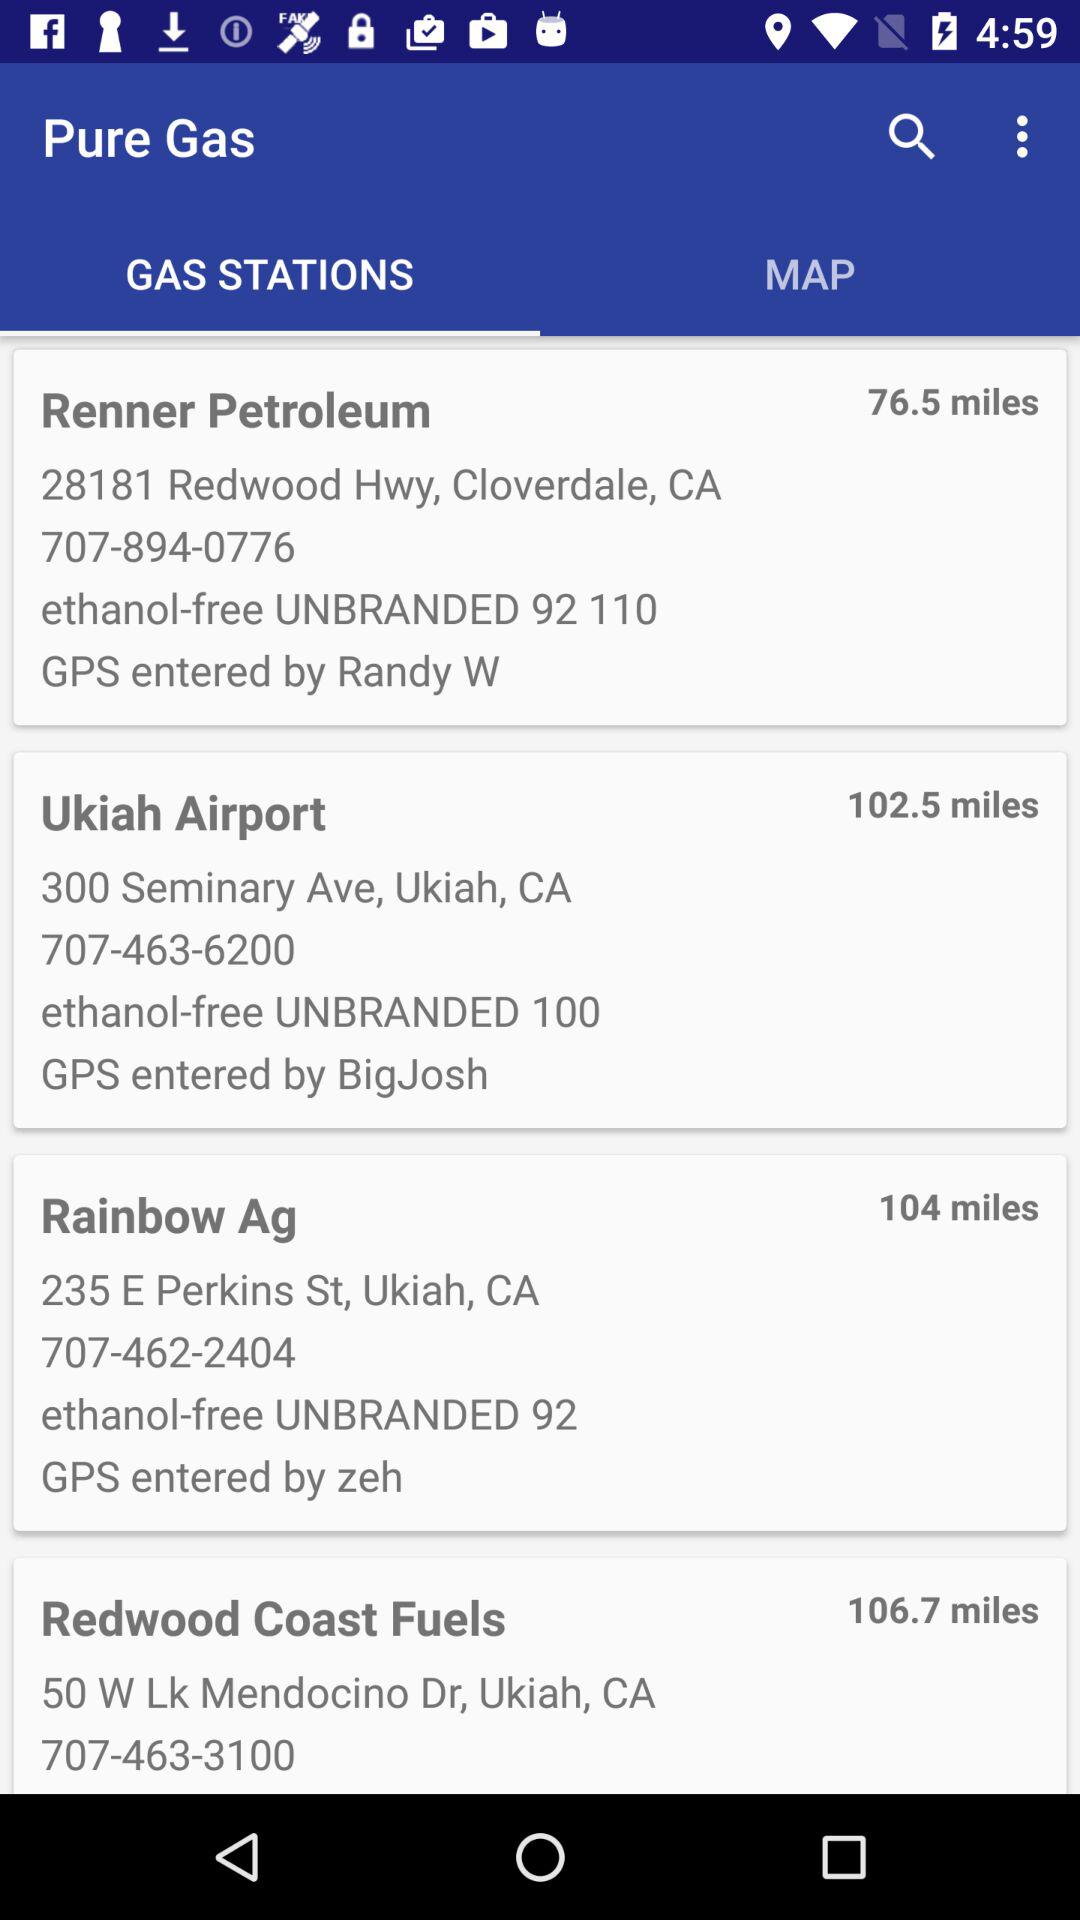 FAKE
4:59
Pure Gas
GAS STATIONS
MAP
Renner Petroleum
76.5 miles
28181 Redwood Hwy, Cloverdale, CA
707-894-0776
ethanol-free UNBRANDED 92 110
GPS entered by Randy W
Ukiah Airport
102.5 miles
300 Seminary Ave, Ukiah, CA
707-463-6200
ethanol-free UNBRANDED 100
GPS entered by BigJosh
Rainbow Ag
104 miles
235 E Perkins St, Ukiah, CA
707-462-2404
ethanol-free UNBRANDED 92
GPS entered by zeh
Redwood Coast Fuels
106.7 miles
50 W Lk Mendocino Dr, Ukiah, CA
707-463-3100